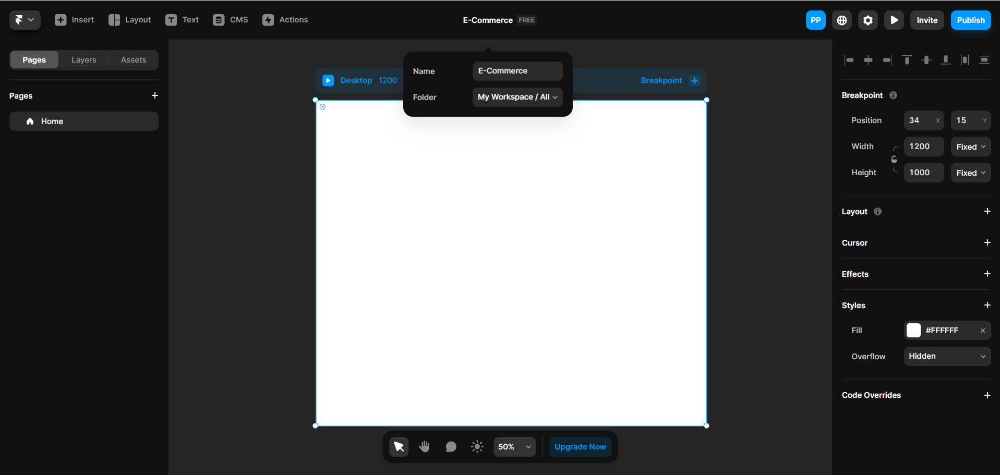 Insert Layout Text CMS Actions
E-Commerce FREE
PP Invite Publish
Pages Layers Assets
Pages
Home
Desktop 1200
Breakpoint
Name E-Commerce
Folder My Workspace / All
50% Upgrade Now
Breakpoint
Position 34 X 15 Y
Width 1200 Fixed
Height 1000 Fixed
Layout
Cursor
Effects
Styles
Fill #FFFFFF
Overflow Hidden
Code Overrides